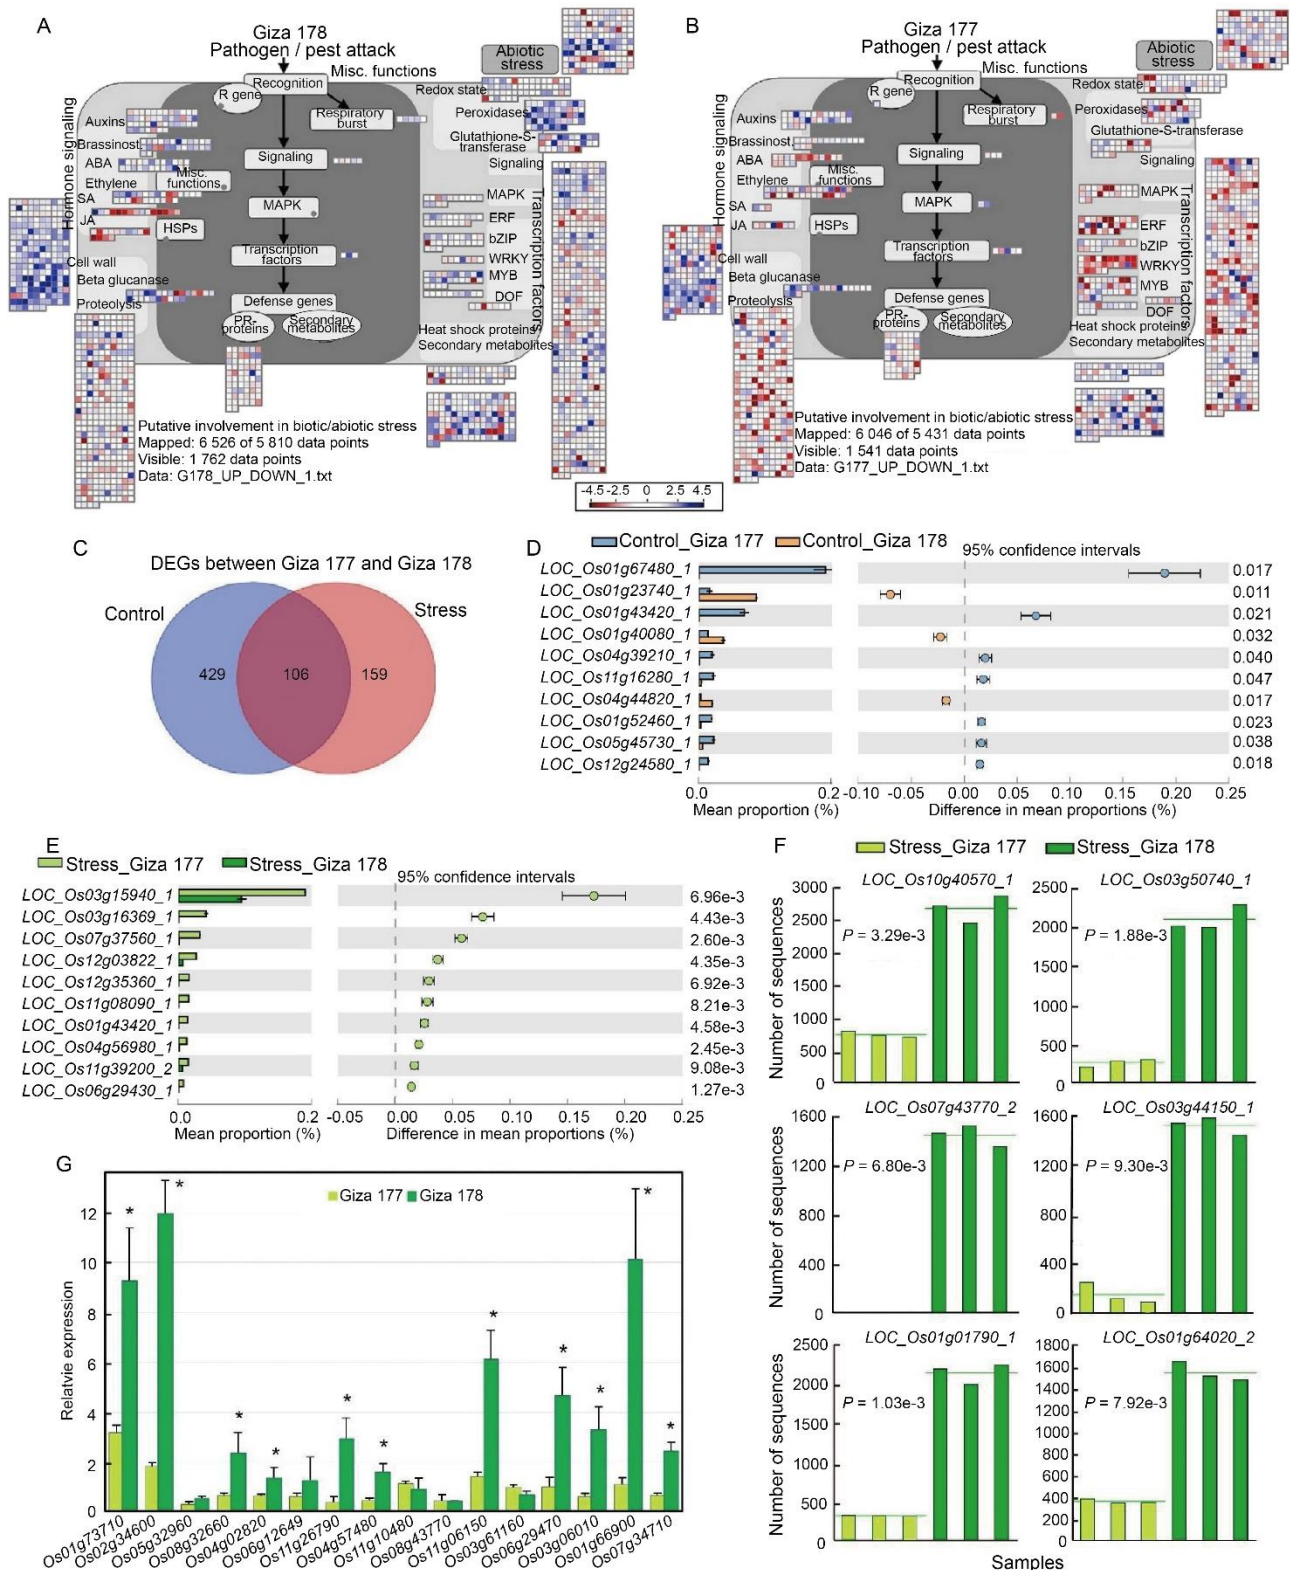 A
Giza 178
Pathogen / pest attack
Recognition
Misc. functions
R gene
Respiratory
burst
Abiotic
stress
Redox state
Peroxidases
Glutathione-S-
transferase
Signaling
Hormone signaling
Auxins
Brassinost.
ABA
Ethylene
SA
JA
Misc.
functions
HSPs
Signaling
MAPK
Transcription
factors
Defense genes
PR-
proteins
Secondary
metabolites
MAPK
ERF
bZIP
WRKY
MYB
DOF
Transcription factors
Cell wall
Beta glucanase
Proteolysis
Heat shock proteins
Secondary metabolites
Putative involvement in biotic/abiotic stress
Mapped: 6 526 of 5 810 data points
Visible: 1 762 data points
Data: G178_UP_DOWN_1.txt
B
Giza 177
Pathogen / pest attack
Recognition
Misc. functions
R gene
Respiratory
burst
Abiotic
stress
Redox state
Peroxidases
Glutathione-S-transferase
Signaling
Hormone signaling
Auxins
Brassinost.
ABA
Ethylene
SA
JA
Misc.
functions
HSPs
Signaling
MAPK
Transcription
factors
Defense genes
PR-
proteins
Secondary
metabolites
MAPK
ERF
bZIP
WRKY
MYB
DOF
Transcription factors
Cell wall
Beta glucanase
Proteolysis
Heat shock proteins
Secondary metabolites
Putative involvement in biotic/abiotic stress
Mapped: 6 046 of 5 431 data points
Visible: 1 541 data points
Data: G177_UP_DOWN_1.txt
-4.5 -2.5 0 2.5 4.5
C
DEGs between Giza 177 and Giza 178
Control
Stress
429 106 159
D
Control_Giza 177 Control_Giza 178
95% confidence intervals
LOC_Os01g67480_1 0.017
LOC_Os01g23740_1 0.011
LOC_Os01g43420_1 0.021
LOC_Os01g40080_1 0.032
LOC_Os04g39210_1 0.040
LOC_Os11g16280_1 0.047
LOC_Os04g44820_1 0.017
LOC_Os01g52460_1 0.023
LOC_Os05g45730_1 0.038
LOC_Os12g24580_1 0.018
0.0 0.2 -0.10 -0.05 0.00 0.05 0.10 0.15 0.20 0.25
Mean proportion (%) Difference in mean proportions (%)
E
Stress_Giza 177 Stress_Giza 178
95% confidence intervals
LOC_Os03g15940_1 6.96e-3
LOC_Os03g16369_1 4.43e-3
LOC_Os07g37560_1 2.60e-3
LOC_Os12g03822_1 4.35e-3
LOC_Os12g35360_1 6.92e-3
LOC_Os11g08090_1 8.21e-3
LOC_Os01g43420_1 4.58e-3
LOC_Os04g56980_1 2.45e-3
LOC_Os11g39200_2 9.08e-3
LOC_Os06g29430_1 1.27e-3
0.0 0.2 -0.05 0.00 0.05 0.10 0.15 0.20 0.25
Mean proportion (%) Difference in mean proportions (%)
F
Stress_Giza 177 Stress_Giza 178
LOC_Os10g40570_1
P = 3.29e-3
Number of sequences
3000
2500
2000
1500
1000
500
0
LOC_Os03g50740_1
P = 1.88e-3
Number of sequences
2500
2000
1500
1000
500
0
LOC_Os07g43770_2
P = 6.80e-3
Number of sequences
1600
1200
800
400
0
LOC_Os03g44150_1
P = 9.30e-3
Number of sequences
1600
1200
800
400
0
LOC_Os01g01790_1
P = 1.03e-3
Number of sequences
2500
2000
1500
1000
500
0
LOC_Os01g64020_2
P = 7.92e-3
Number of sequences
1800
1600
1400
1200
1000
800
600
400
200
0
Samples
G
Giza 177 Giza 178
Relatvie expression
12
10
8
6
4
2
0
* * * * * * * * * * *
Os01g73710
Os02g34600
Os05g32960
Os08g32660
Os04g02820
Os06g12649
Os11g26790
Os04g57480
Os11g10480
Os08g43770
Os11g06150
Os03g61160
Os06g29470
Os03g06010
Os01g66900
Os07g34710